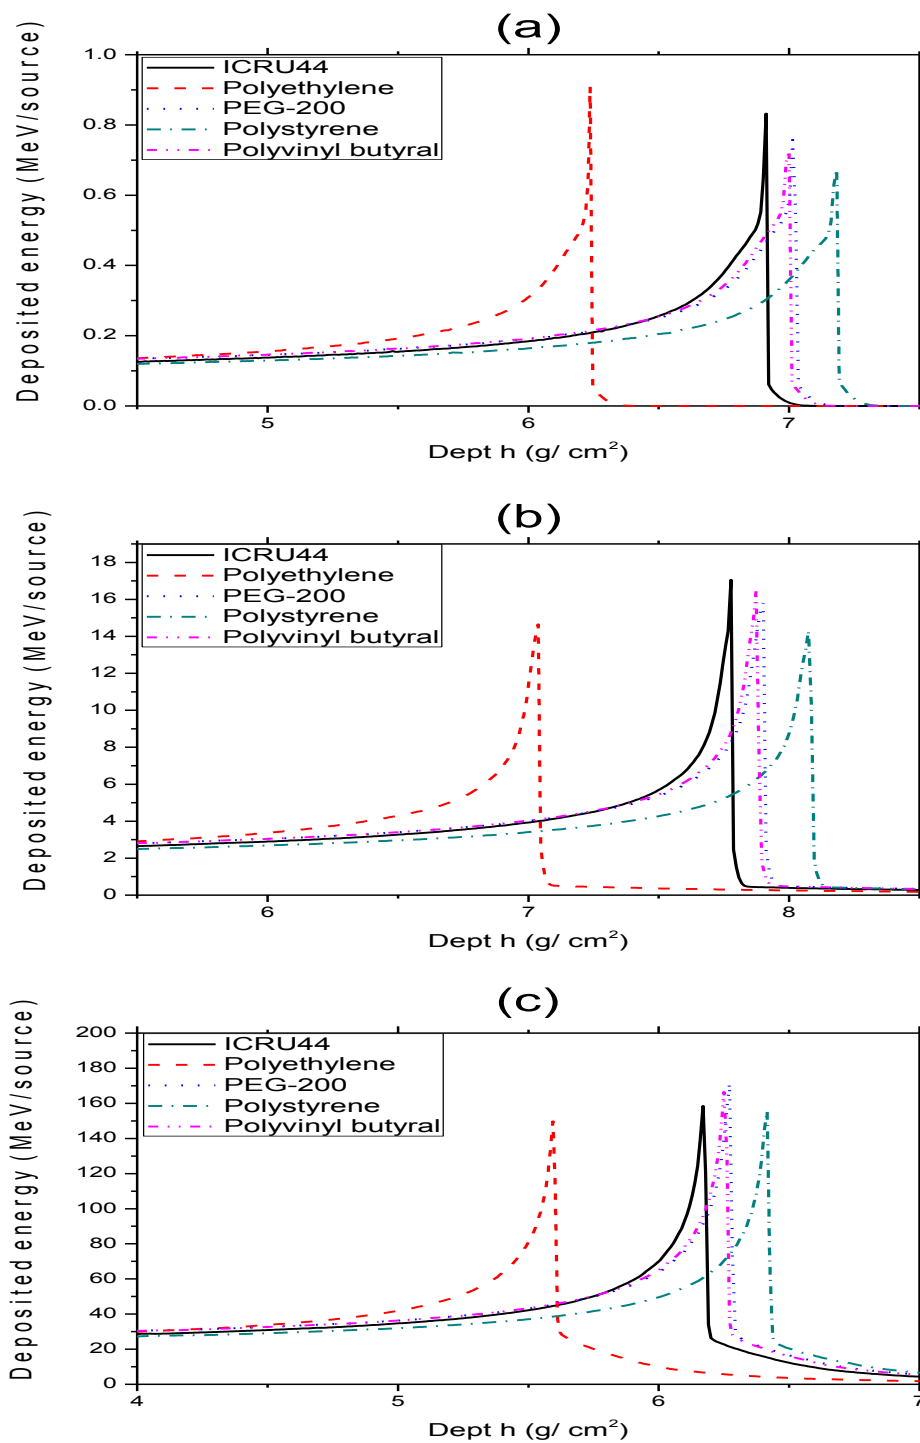 (a)
Deposited energy (MeV/source)
1.0
0.8
0.6
0.4
0.2
0.0
ICRU44
Polyethylene
PEG-200
Polystyrene
Polyvinyl butyral
5 6 7
Dept h (g/ cm²)
(b)
Deposited energy (MeV/source)
18
16
14
12
10
8
6
4
2
0
ICRU44
Polyethylene
PEG-200
Polystyrene
Polyvinyl butyral
6 7 8
Dept h (g/ cm²)
(c)
Deposited energy (MeV/source)
200
180
160
140
120
100
80
60
40
20
0
ICRU44
Polyethylene
PEG-200
Polystyrene
Polyvinyl butyral
4 5 6 7
Dept h (g/ cm²)